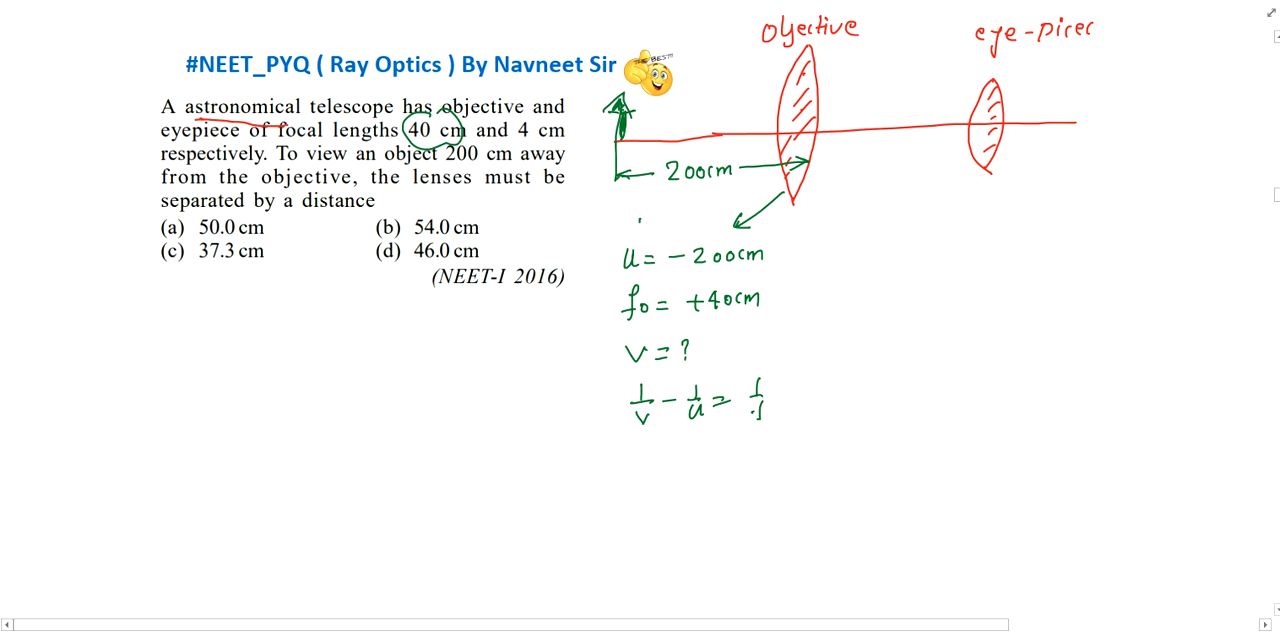 Objective
eye-piece
#NEET_PYQ ( Ray Optics ) By Navneet Sir
THE BEST!!!
A astronomical telescope has objective and
eyepiece of focal lengths 40 cm and 4 cm
respectively. To view an object 200 cm away
from the objective, the lenses must be
separated by a distance
(a) 50.0 cm (b) 54.0 cm
(c) 37.3 cm (d) 46.0 cm
(NEET-I 2016)
200cm
u = -200cm
fo = +40cm
v = ?
1/v - 1/u = 1/f